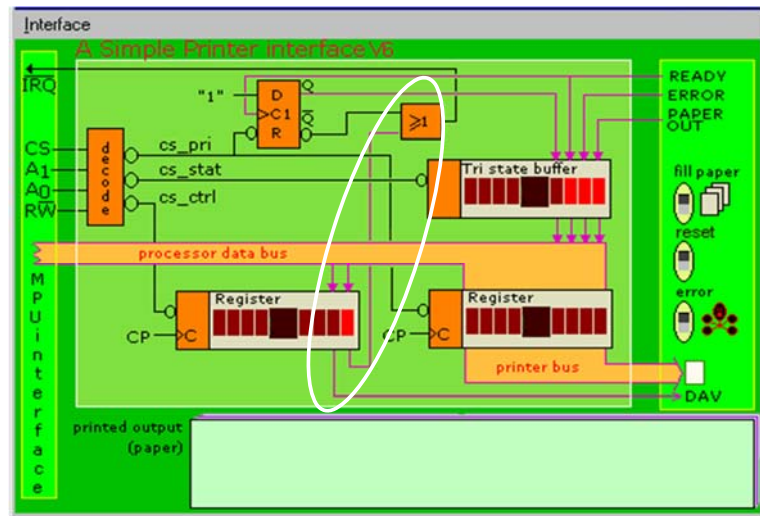 Interface
A Simple Printer interface V6
IRQ
"1"
D
Q
C1
Q
R
≥1
READY
ERROR
PAPER
OUT
CS
A1
A0
RW
decode
cs_pri
cs_stat
cs_ctrl
Tri state buffer
fill paper
reset
error
processor data bus
MPUinterface
Register
CP
C
Register
CP
C
printer bus
DAV
printed output
(paper)